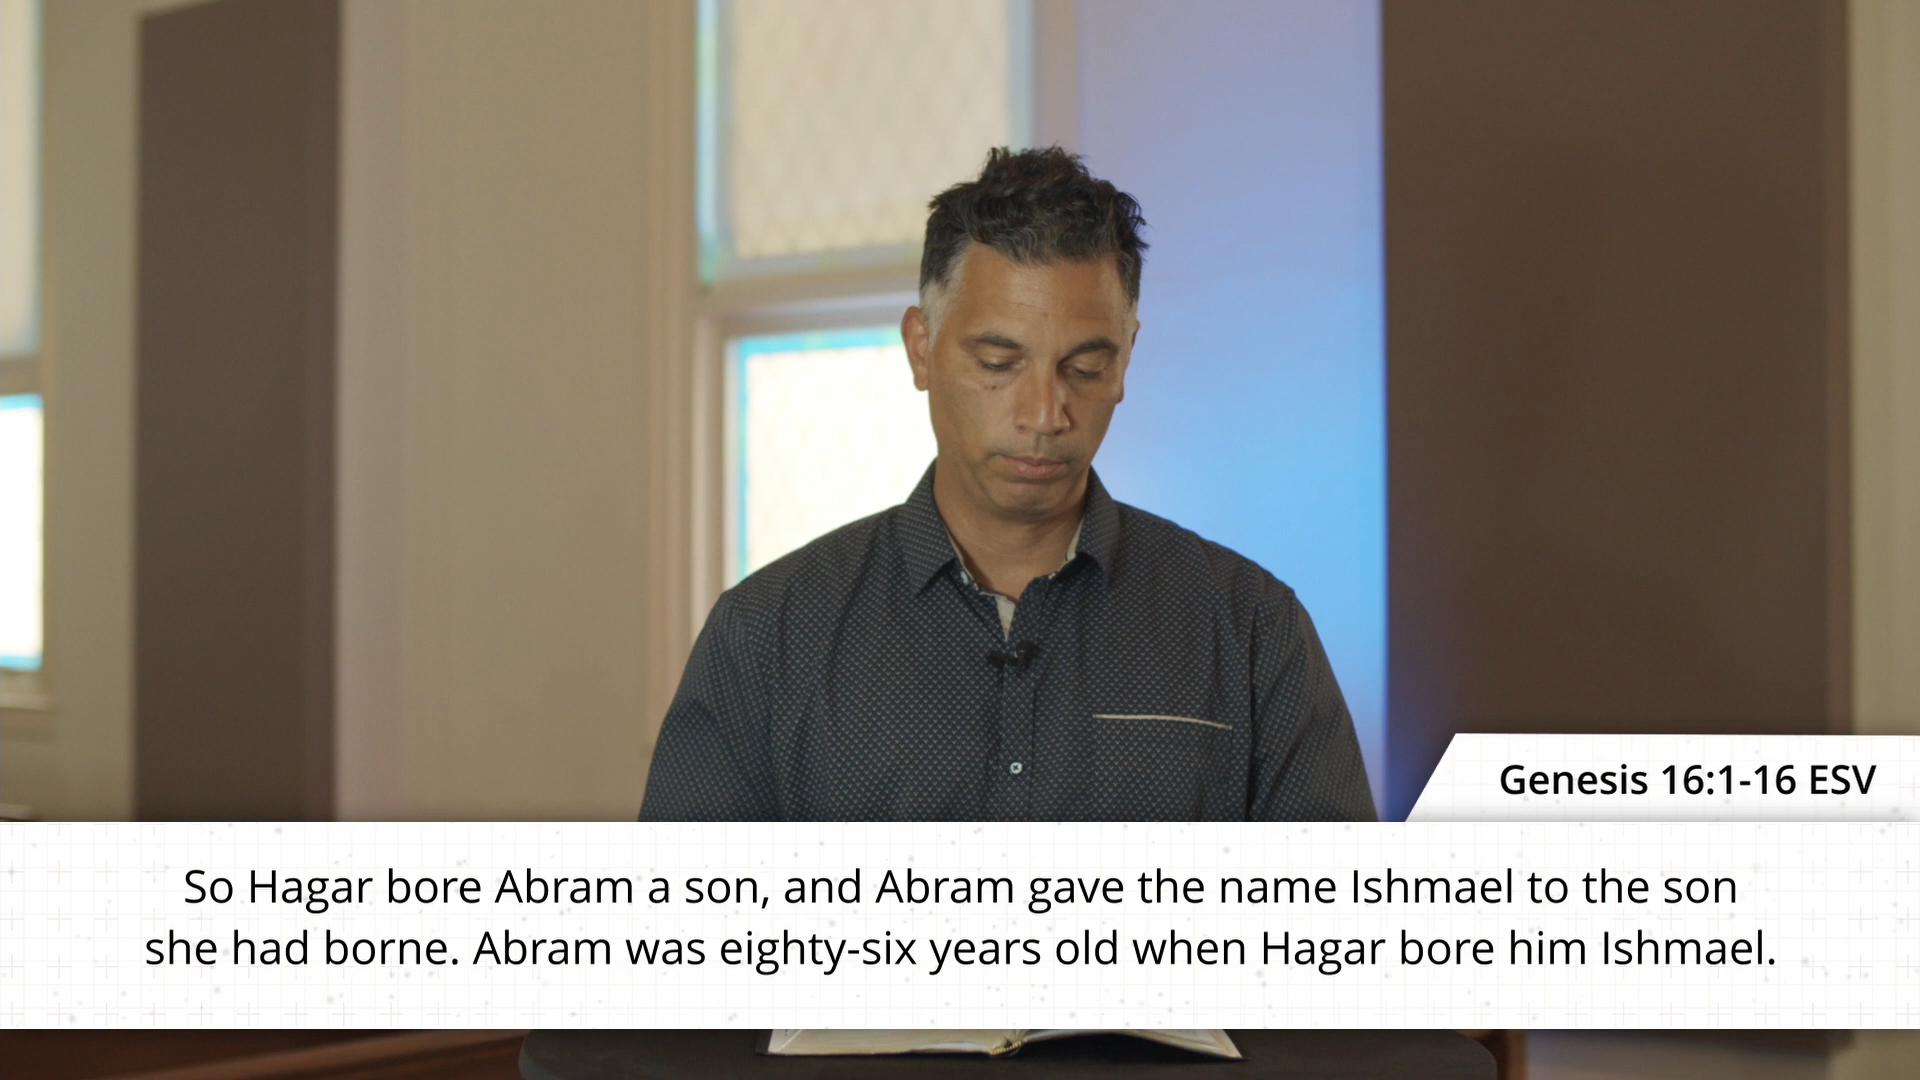 Genesis 16:1-16 ESV
So Hagar bore Abram a son, and Abram gave the name Ishmael to the son
she had borne. Abram was eighty-six years old when Hagar bore him Ishmael.